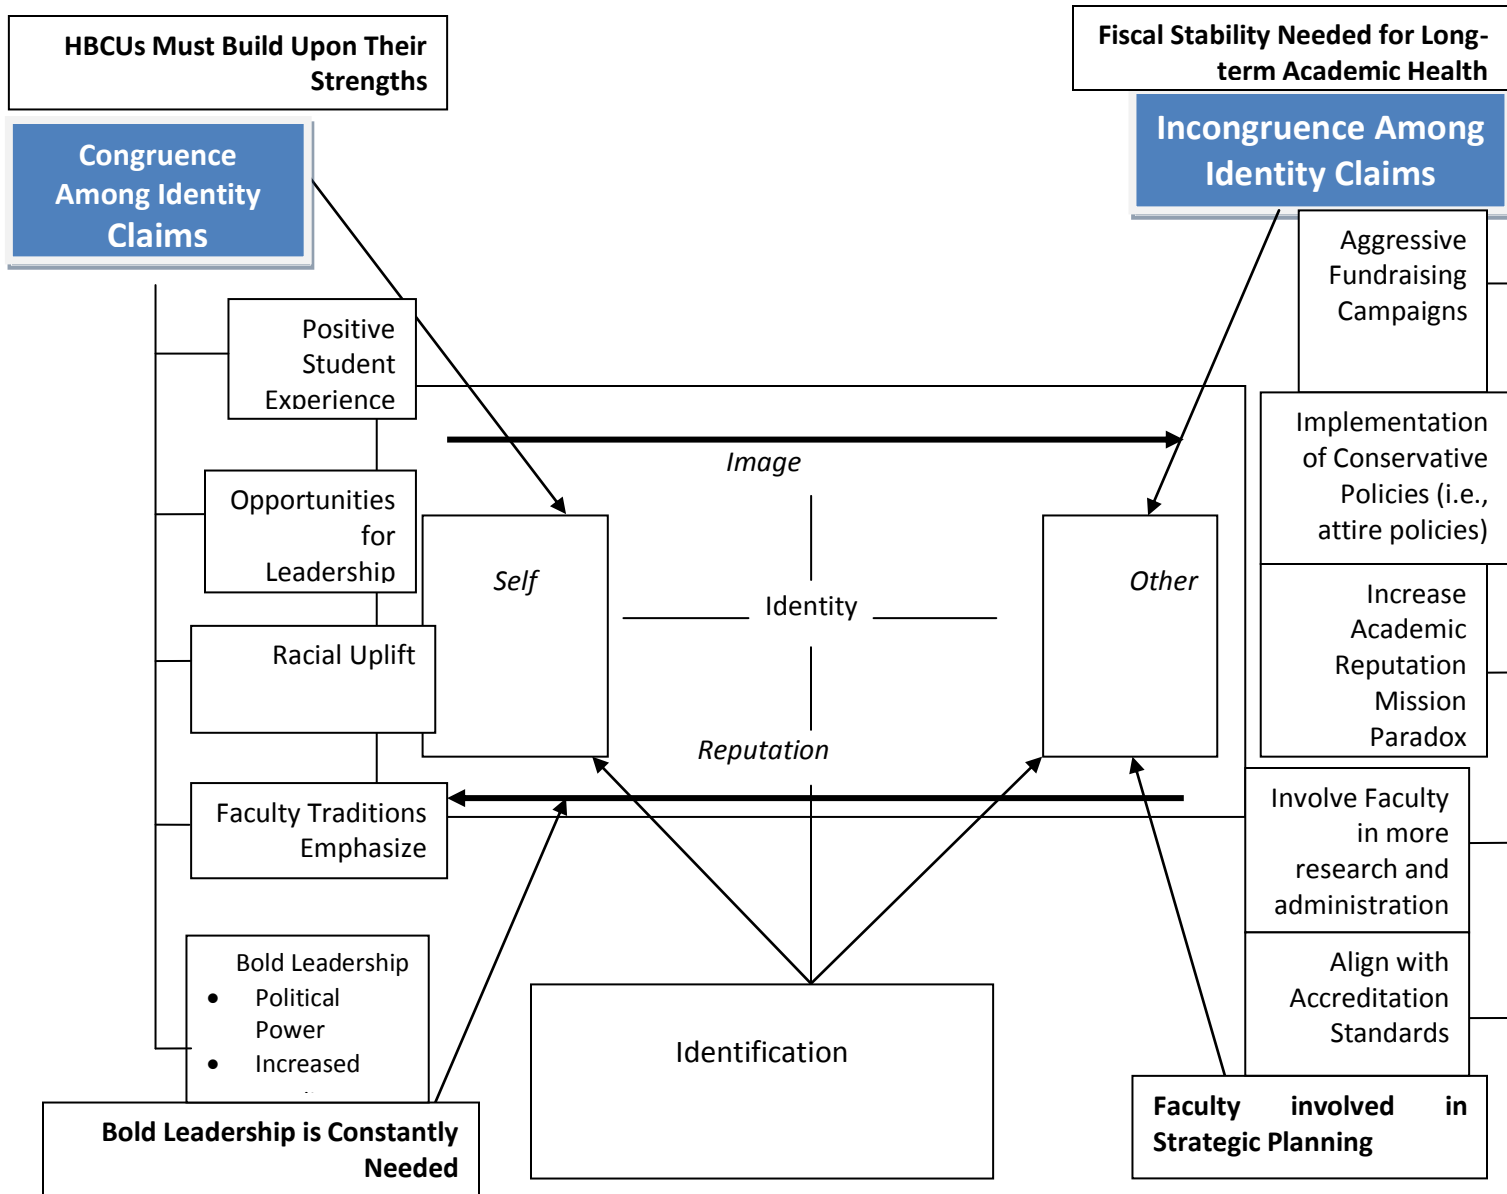 HBCUs Must Build Upon Their
Strengths
Fiscal Stability Needed for Long-
term Academic Health
Congruence
Among Identity
Claims
Incongruence Among
Identity Claims
Positive
Student
Experience
Opportunities
for
Leadership
Racial Uplift
Faculty Traditions
Emphasize
Bold Leadership
• Political
Power
• Increased
Bold Leadership is Constantly
Needed
Image
Self
Identity
Other
Reputation
Identification
Aggressive
Fundraising
Campaigns
Implementation
of Conservative
Policies (i.e.,
attire policies)
Increase
Academic
Reputation
Mission
Paradox
Involve Faculty
in more
research and
administration
Align with
Accreditation
Standards
Faculty involved in
Strategic Planning